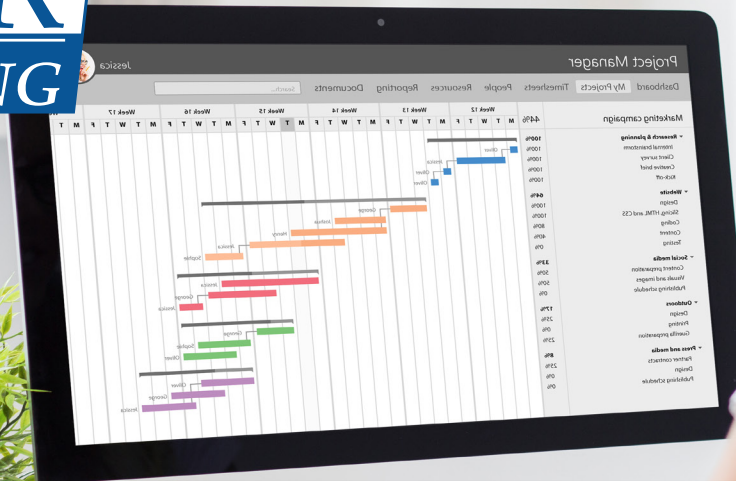 R
NG
Project Manager
Jessica
Dashboard My Projects Timesheets People Resources Reporting Documents Search...
Marketing campaign 44%
Week 12 Week 13 Week 14 Week 15 Week 16 Week 17
M T W T F M T W T F M T W T F M T W T F M T W T F M T W T F M T
Research & planning 100%
Internal brainstorm 100% Oliver
Client survey 100% Jessica
Creative brief 100% Oliver
Kick-off 100% Oliver
Website 64%
Design 100% George
Slicing, HTML and CSS 100% Joshua
Coding 80% Harry
Content 40% Jessica
Testing 0% Sophie
Social media 33%
Content preparation 50% Jessica
Visuals and images 50% George
Publishing schedule 0% Jessica
Outdoors 17%
Design 25% George
Printing 0% Sophie
Guerilla preparation 25% Oliver
Press and media 8%
Partner contracts 25% Oliver
Design 0% George
Publishing schedule 0% Jessica